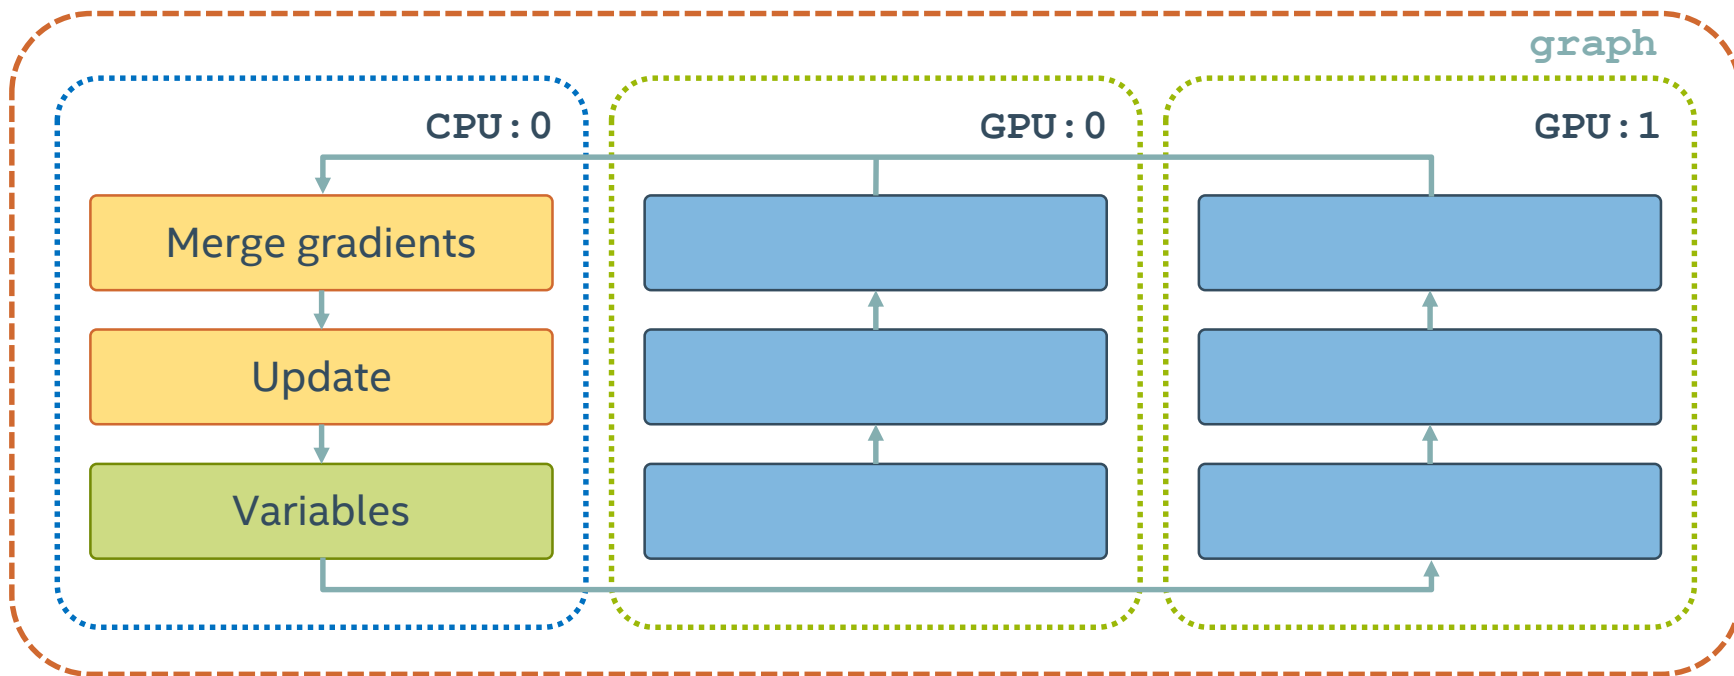 graph
CPU:0
GPU:0
GPU:1
Merge gradients
Update
Variables